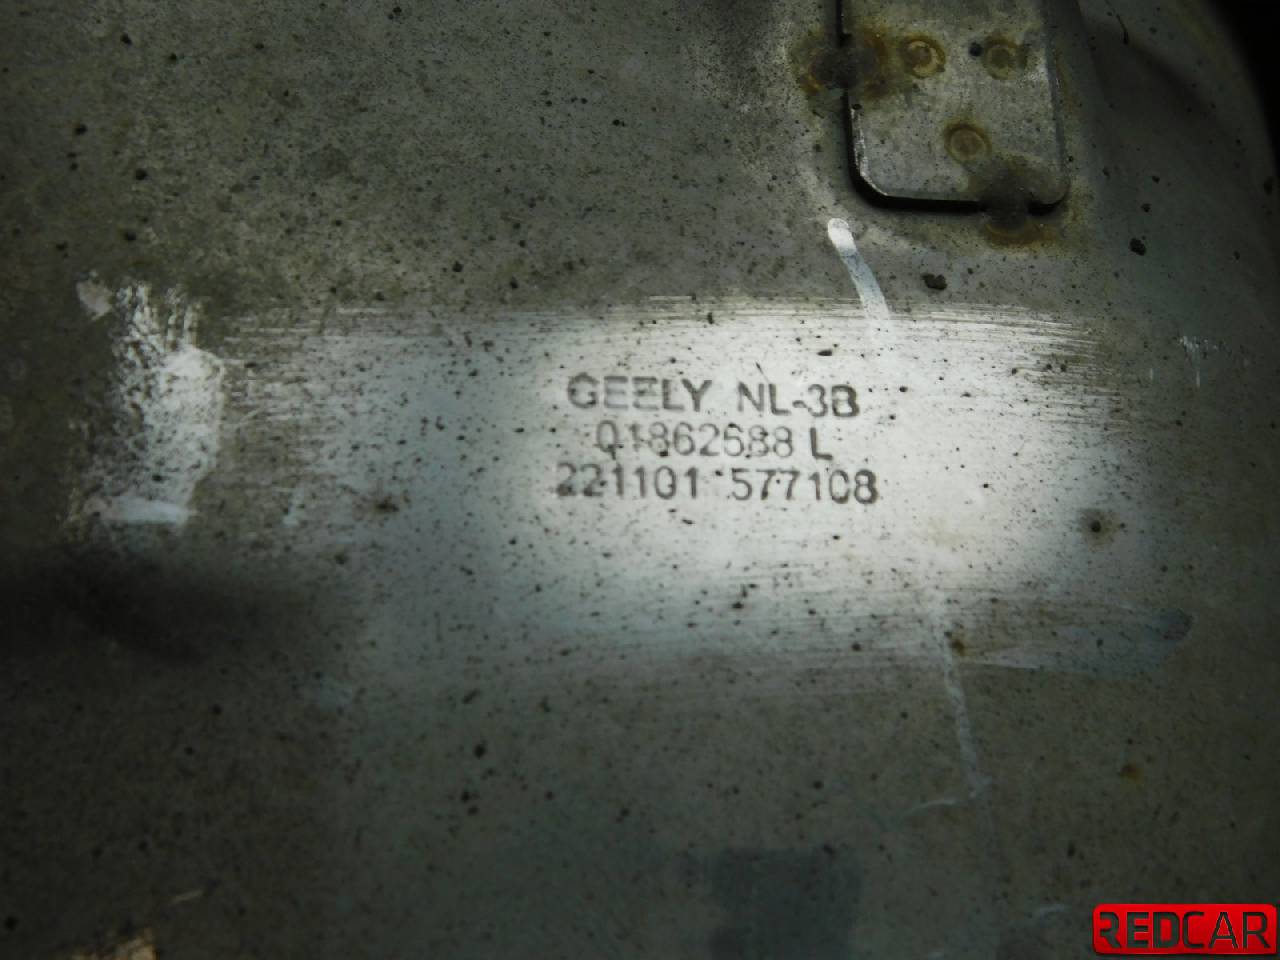 GEELY NL-3B
01862688 L
221101 577108
REDCAR